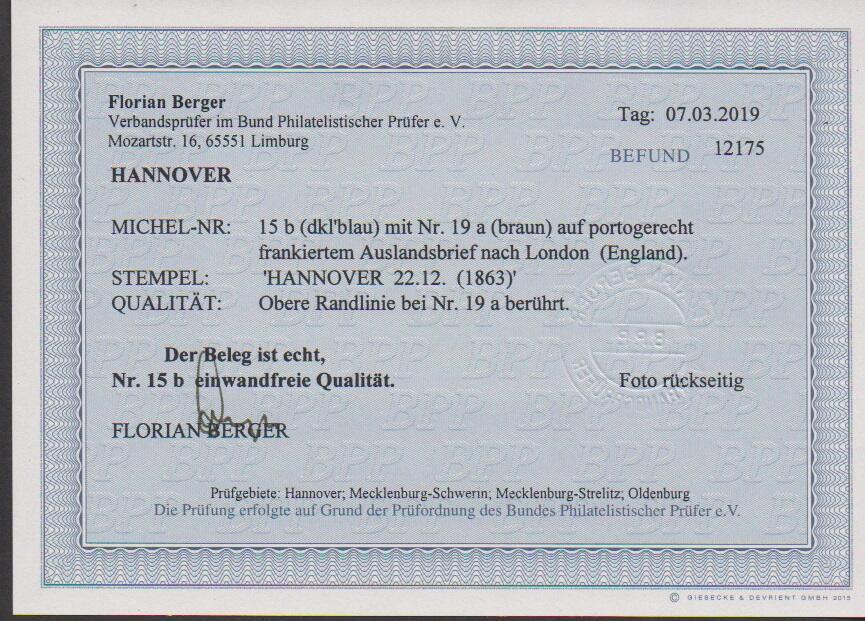 Florian Berger
Verbandsprüfer im Bund Philatelistischer Prüfer e. V.
Mozartstr. 16, 65551 Limburg
Tag: 07.03.2019
BEFUND 12175
HANNOVER
MICHEL-NR: 15 b (dkl'blau) mit Nr. 19 a (braun) auf portogerecht
frankiertem Auslandsbrief nach London (England).
STEMPEL: 'HANNOVER 22.12. (1863)'
QUALITÄT: Obere Randlinie bei Nr. 19 a berührt.
Der Beleg ist echt,
Nr. 15 b einwandfreie Qualität.
Foto rückseitig
FLORIAN BERGER
Prüfgebiete: Hannover; Mecklenburg-Schwerin; Mecklenburg-Strelitz; Oldenburg
Die Prüfung erfolgte auf Grund der Prüfordnung des Bundes Philatelistischer Prüfer e.V.
© GIESECKE & DEVRIENT GMBH 2015